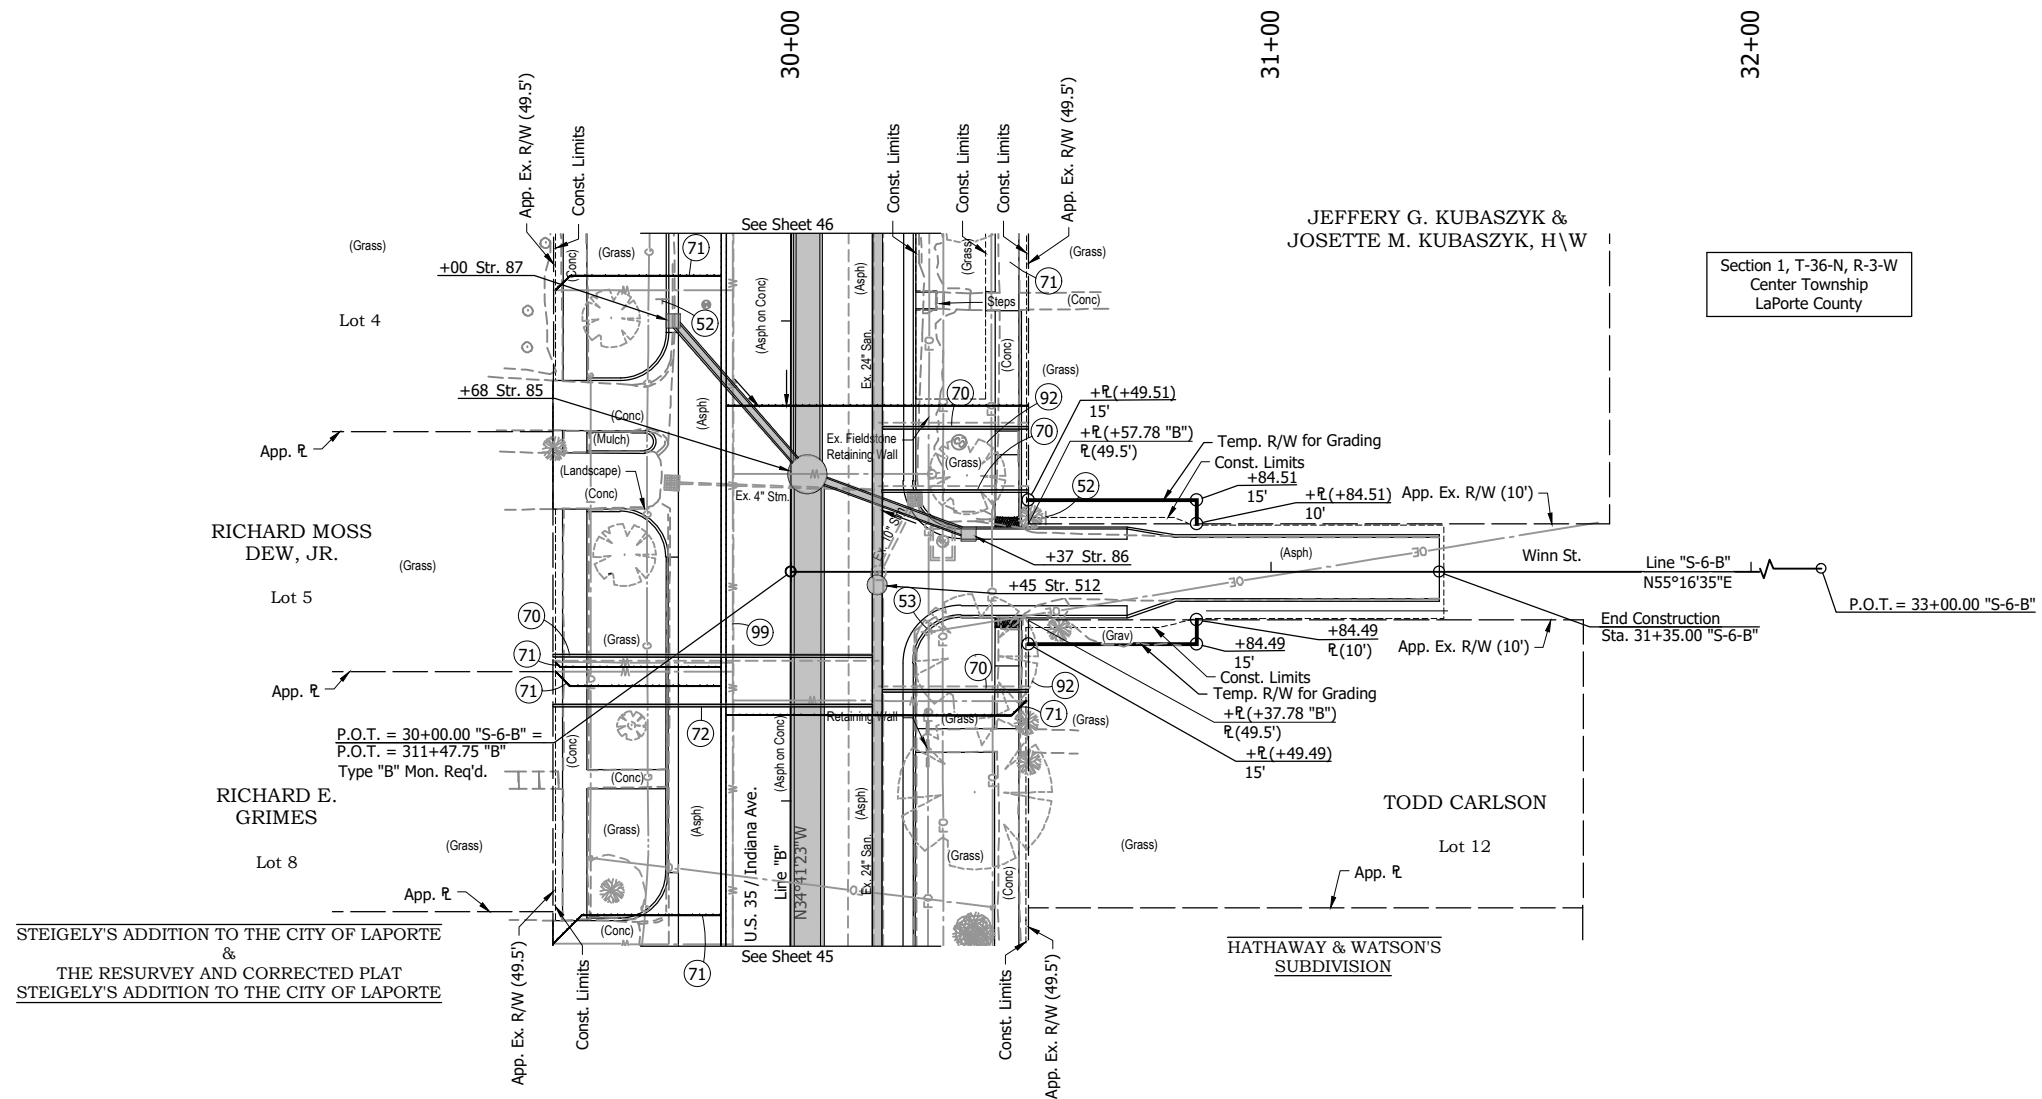 30+00
31+00
32+00
App. Ex. R/W (49.5')
Const. Limits
Const. Limits
Const. Limits
Const. Limits
App. Ex. R/W (49.5')
See Sheet 46
JEFFERY G. KUBASZYK &
JOSETTE M. KUBASZYK, H\W
Section 1, T-36-N, R-3-W
Center Township
LaPorte County
(Grass)
(Conc)
(Grass)
71
(Asph on Conc)
(Asph)
(Grass)
(Grass)
71
+00 Str. 87
Steps
(Conc)
Lot 4
52
Ex. 24" San.
FO
(Conc)
(Grass)
+68 Str. 85
(Conc)
(Asph)
70
92
+℄(+49.51)
15'
App. ℄
(Mulch)
Ex. Fieldstone
Retaining Wall
70
+℄(+57.78 "B")
℄(49.5')
Temp. R/W for Grading
Const. Limits
(Landscape)
(Grass)
W
+84.51
15'
(Conc)
Ex. 4" Stm.
52
+℄(+84.51)
10'
App. Ex. R/W (10')
RICHARD MOSS
DEW, JR.
(Grass)
Lot 5
+37 Str. 86
(Asph)
OE
Winn St.
Line "S-6-B"
N55°16'35"E
+45 Str. 512
OE
P.O.T. = 33+00.00 "S-6-B"
End Construction
Sta. 31+35.00 "S-6-B"
70
53
(Grass)
99
(Grav)
+84.49
℄(10')
App. Ex. R/W (10')
71
+84.49
15'
70
Const. Limits
71
92
Temp. R/W for Grading
App. ℄
Retaining Wall
(Grass)
71
(Grass)
+℄(+37.78 "B")
℄(49.5')
72
P.O.T. = 30+00.00 "S-6-B" =
P.O.T. = 311+47.75 "B"
Type "B" Mon. Req'd.
(Conc)
(Asph on Conc)
(Asph)
+℄(+49.49)
15'
(Conc)
RICHARD E.
GRIMES
TODD CARLSON
(Grass)
(Asph)
U.S. 35 / Indiana Ave.
Line "B"
N34°41'23"W
FO
(Grass)
(Grass)
(Grass)
Lot 12
Lot 8
Ex. 24" San.
(Conc)
App. ℄
App. ℄
(Conc)
STEIGELY'S ADDITION TO THE CITY OF LAPORTE
&
THE RESURVEY AND CORRECTED PLAT
STEIGELY'S ADDITION TO THE CITY OF LAPORTE
71
See Sheet 45
HATHAWAY & WATSON'S
SUBDIVISION
App. Ex. R/W (49.5')
Const. Limits
Const. Limits
App. Ex. R/W (49.5')